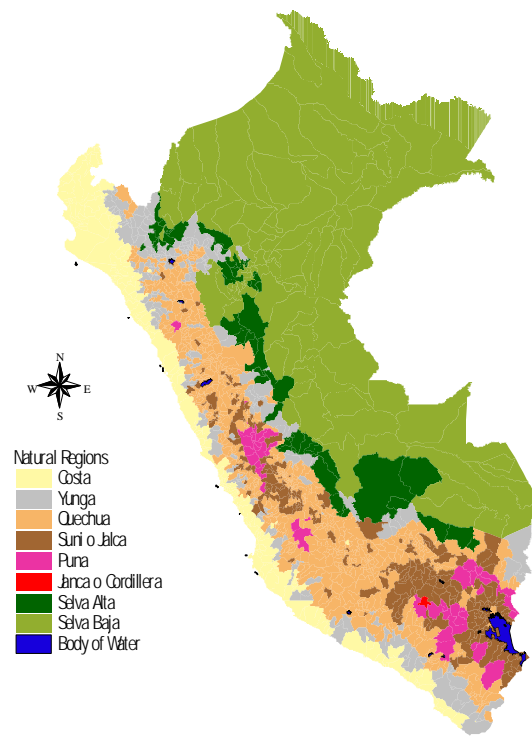 N
W E
S
Natural Regions
Costa
Yunga
Quechua
Suni o Jalca
Puna
Janca o Cordillera
Selva Alta
Selva Baja
Body of Water